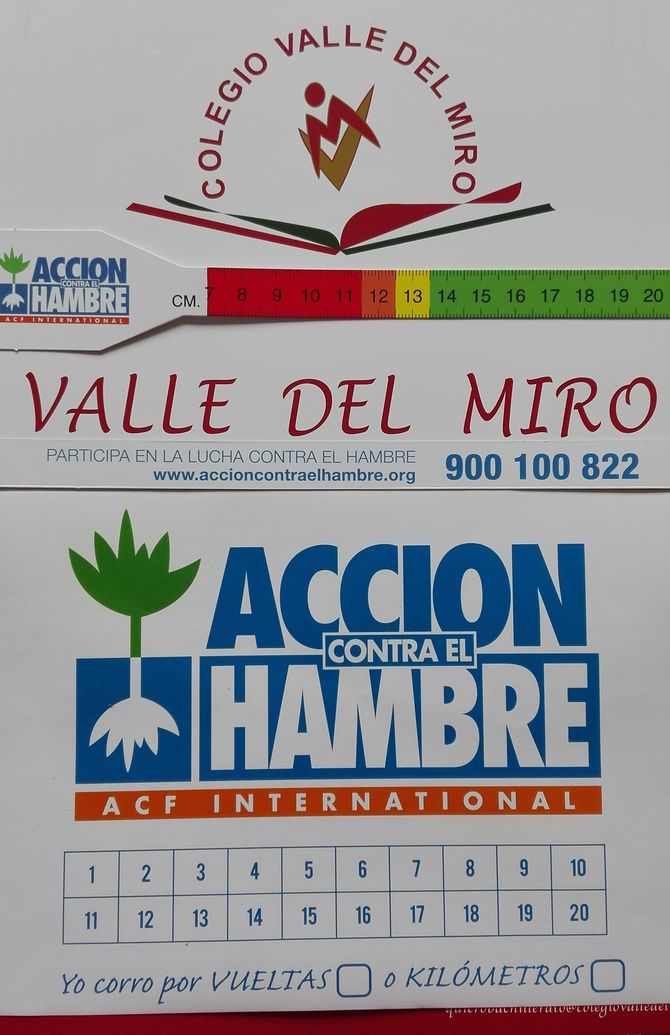 COLEGIO VALLE DEL MIRO
ACCION
CONTRA EL
HAMBRE
ACF INTERNATIONAL
CM. 7 8 9 10 11 12 13 14 15 16 17 18 19 20
VALLE DEL MIRO
PARTICIPA EN LA LUCHA CONTRA EL HAMBRE
www.accioncontraelhambre.org
900 100 822
ACCION
CONTRA EL
HAMBRE
ACF INTERNATIONAL
1 2 3 4 5 6 7 8 9 10
11 12 13 14 15 16 17 18 19 20
Yo corro por VUELTAS o KILÓMETROS